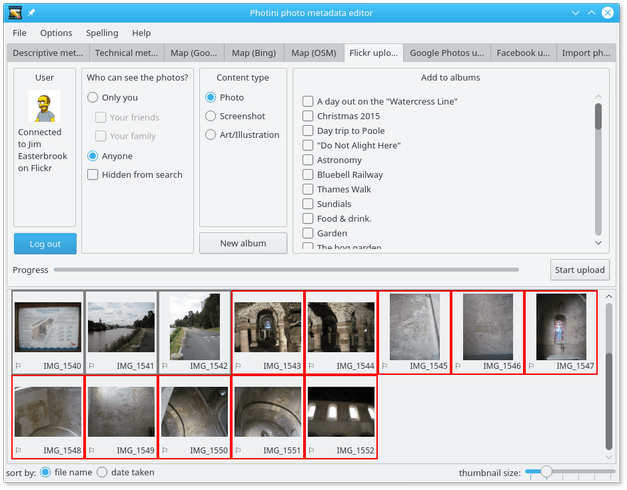 Photini photo metadata editor
File Options Spelling Help
Descriptive met... Technical met... Map (Goo... Map (Bing) Map (OSM) Flickr uplo... Google Photos u... Facebook u... Import ph...
User Who can see the photos? Content type Add to albums
Connected
to Jim
Easterbrook
on Flickr
Log out
Only you
Your friends
Your family
Anyone
Hidden from search
Photo
Screenshot
Art/Illustration
New album
A day out on the "Watercress Line"
Christmas 2015
Day trip to Poole
"Do Not Alight Here"
Astronomy
Bluebell Railway
Thames Walk
Sundials
Food & drink.
Garden
The hog garden
Progress Start upload
IMG_1540 IMG_1541 IMG_1542 IMG_1543 IMG_1544 IMG_1545 IMG_1546 IMG_1547
IMG_1548 IMG_1549 IMG_1550 IMG_1551 IMG_1552
sort by: file name date taken thumbnail size: